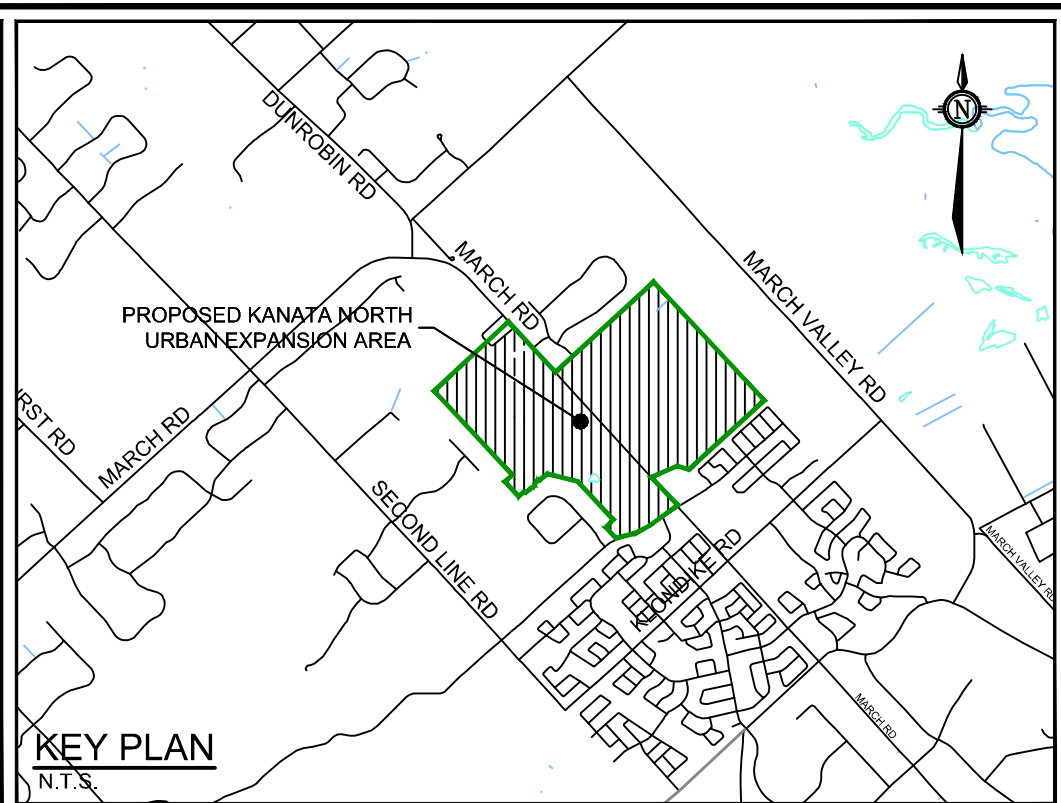 N
DUNROBIN RD
MARCH RD
MARCH VALLEY RD
PROPOSED KANATA NORTH
URBAN EXPANSION AREA
RST RD
MARCH RD
SECOND LINE RD
KLONDIKE RD
MARCH VALLEY RD
MARCH RD
KEY PLAN
N.T.S.